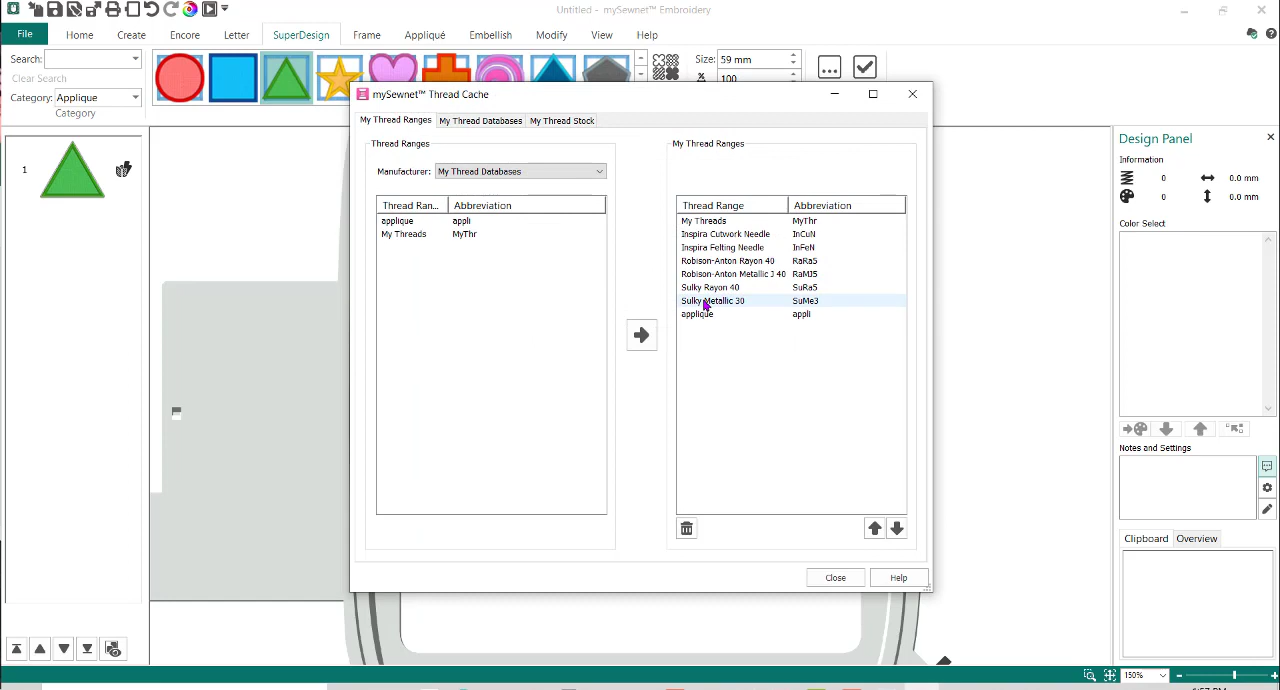 Untitled - mySewnet™ Embroidery
File Home Create Encore Letter SuperDesign Frame Appliqué Embellish Modify View Help
Search:
Clear Search
Category: Applique
Category
Size: 59 mm
% 100
1
mySewnet™ Thread Cache
My Thread Ranges My Thread Databases My Thread Stock
Thread Ranges
Manufacturer: My Thread Databases
Thread Ran... Abbreviation
applique appli
My Threads MyThr
My Thread Ranges
Thread Range Abbreviation
My Threads MyThr
Inspira Cutwork Needle InCuN
Inspira Felting Needle InFeN
Robison-Anton Rayon 40 RaRa5
Robison-Anton Metallic J 40 RaMJ5
Sulky Rayon 40 SuRa5
Sulky Metallic 30 SuMe3
applique appli
Close Help
Design Panel
Information
0 0.0 mm
0 0.0 mm
Color Select
Notes and Settings
Clipboard Overview
150%